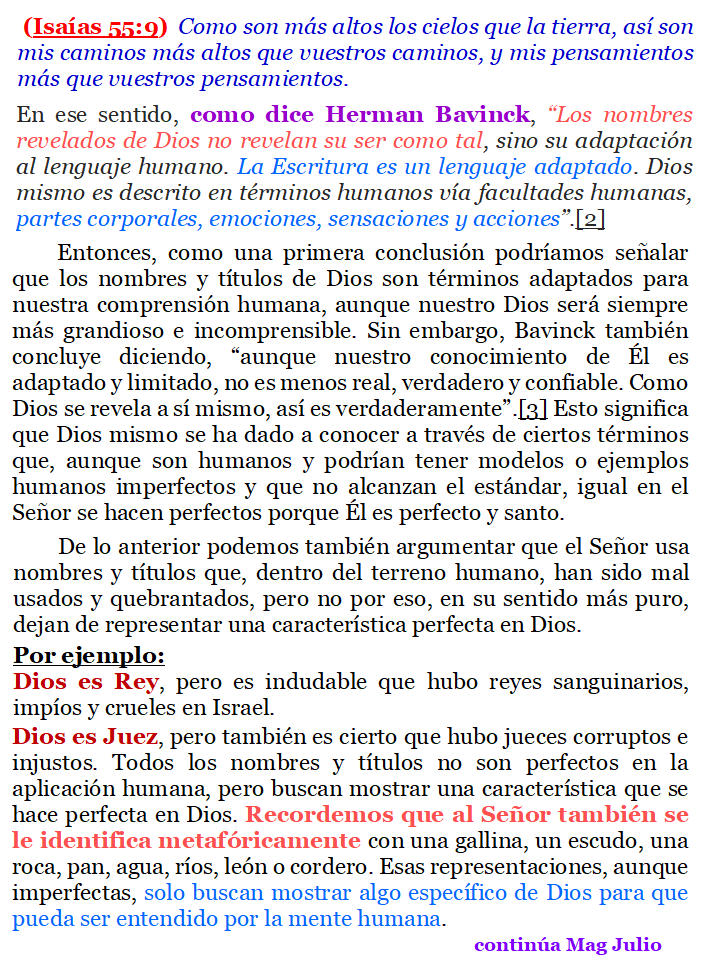 (Isaías 55:9) Como son más altos los cielos que la tierra, así son
mis caminos más altos que vuestros caminos, y mis pensamientos
más que vuestros pensamientos.
En ese sentido, como dice Herman Bavinck, “Los nombres
revelados de Dios no revelan su ser como tal, sino su adaptación
al lenguaje humano. La Escritura es un lenguaje adaptado. Dios
mismo es descrito en términos humanos vía facultades humanas,
partes corporales, emociones, sensaciones y acciones”.[2]
Entonces, como una primera conclusión podríamos señalar
que los nombres y títulos de Dios son términos adaptados para
nuestra comprensión humana, aunque nuestro Dios será siempre
más grandioso e incomprensible. Sin embargo, Bavinck también
concluye diciendo, “aunque nuestro conocimiento de Él es
adaptado y limitado, no es menos real, verdadero y confiable. Como
Dios se revela a sí mismo, así es verdaderamente”.[3] Esto significa
que Dios mismo se ha dado a conocer a través de ciertos términos
que, aunque son humanos y podrían tener modelos o ejemplos
humanos imperfectos y que no alcanzan el estándar, igual en el
Señor se hacen perfectos porque Él es perfecto y santo.
De lo anterior podemos también argumentar que el Señor usa
nombres y títulos que, dentro del terreno humano, han sido mal
usados y quebrantados, pero no por eso, en su sentido más puro,
dejan de representar una característica perfecta en Dios.
Por ejemplo:
Dios es Rey, pero es indudable que hubo reyes sanguinarios,
impíos y crueles en Israel.
Dios es Juez, pero también es cierto que hubo jueces corruptos e
injustos. Todos los nombres y títulos no son perfectos en la
aplicación humana, pero buscan mostrar una característica que se
hace perfecta en Dios. Recordemos que al Señor también se
le identifica metafóricamente con una gallina, un escudo, una
roca, pan, agua, ríos, león o cordero. Esas representaciones, aunque
imperfectas, solo buscan mostrar algo específico de Dios para que
pueda ser entendido por la mente humana.
continúa Mag Julio